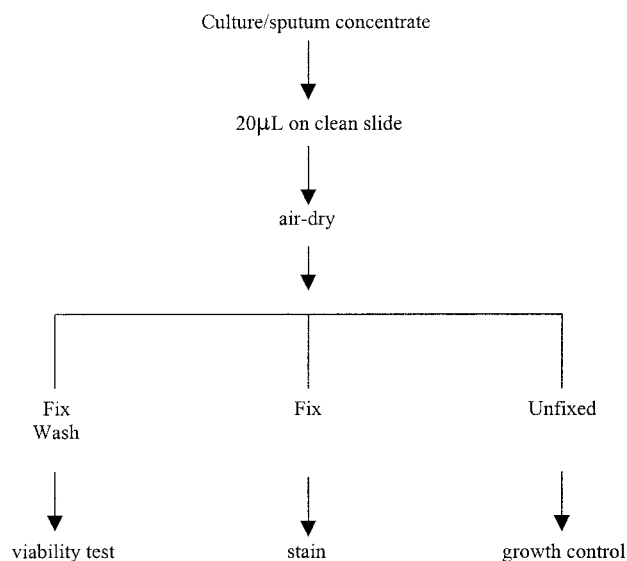 Culture/sputum concentrate
20µL on clean slide
air-dry
Fix
Wash
Fix
Unfixed
viability test
stain
growth control